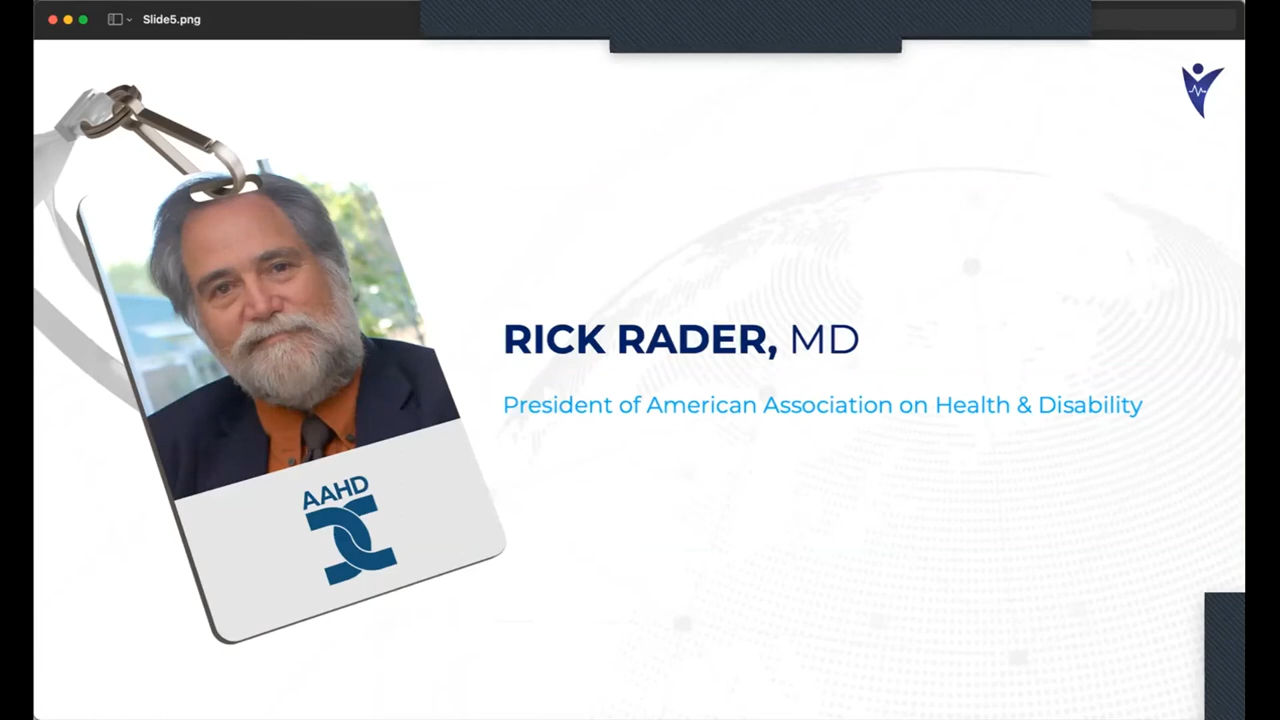 Slide5.png
RICK RADER, MD
President of American Association on Health & Disability
AAHD